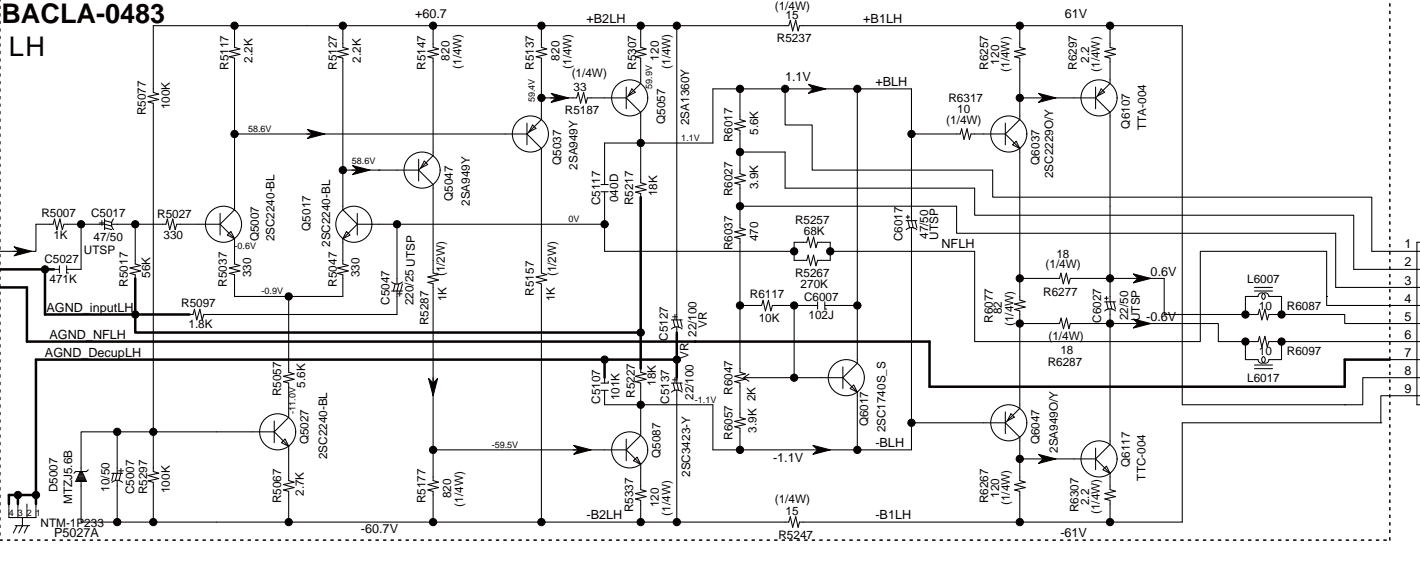 BACLA-0483
LH
+60.7
+B2LH
(1/4W)
15
R5237
+B1LH
61V
R5117
2.2K
R5127
2.2K
R5147
820
(1/4W)
R5137
820
(1/4W)
R5307
120
(1/4W)
R6257
120
(1/4W)
R6297
2.2
(1/4W)
R5077
100K
59.4V
(1/4W)
33
R5187
59.9V
Q5057
2SA1360Y
1.1V
+BLH
R6317
10
(1/4W)
Q6107
TTA-004
58.6V
Q5037
2SA949Y
1.1V
R6017
5.6K
Q6037
2SC2229O/Y
58.6V
Q5047
2SA949Y
C5117
040D
R5217
18K
R6027
3.9K
R5007
1K
C5017
47/50
UTSP
R5027
330
Q5007
2SC2240-BL
Q5017
2SC2240-BL
0V
R6037
470
R5257
68K
R5267
270K
C6017
47/50
UTSP
NFLH
C5027
471K
R5017
56K
-0.6V
R5037
330
R5047
330
C5047
220/25 UTSP
R5287
1K
(1/2W)
R5157
1K
(1/2W)
-0.9V
18
(1/4W)
R6277
0.6V
AGND_inputLH
R5097
1.8K
C5127
22/100
VR
R6117
10K
C6007
102J
R6077
82
(1/4W)
C6027
22/50
UTSP
-0.6V
L6007
10
R6087
AGND_NFLH
(1/4W)
18
R6287
10
R6097
L6017
AGND_DecupLH
R5057
5.6K
C5107
101K
R5227
18K
C5137
22/100
VR
R6047
2K
Q6017
2SC1740S_S
-11.0V
-1.1V
R6057
3.9K
Q5027
2SC2240-BL
-59.5V
Q5087
2SC3423-Y
-1.1V
-BLH
Q6047
2SA949O/Y
Q6117
TTC-004
D5007
MTZJ5.6B
10/50
C5007
R5297
100K
R5067
2.7K
R5177
820
(1/4W)
R5337
120
(1/4W)
R6267
120
(1/4W)
R6307
2.2
(1/4W)
4 3 2 1
NTM-1P233
P5027A
-60.7V
-B2LH
(1/4W)
15
R5247
-B1LH
-61V
1
2
3
4
5
6
7
8
9